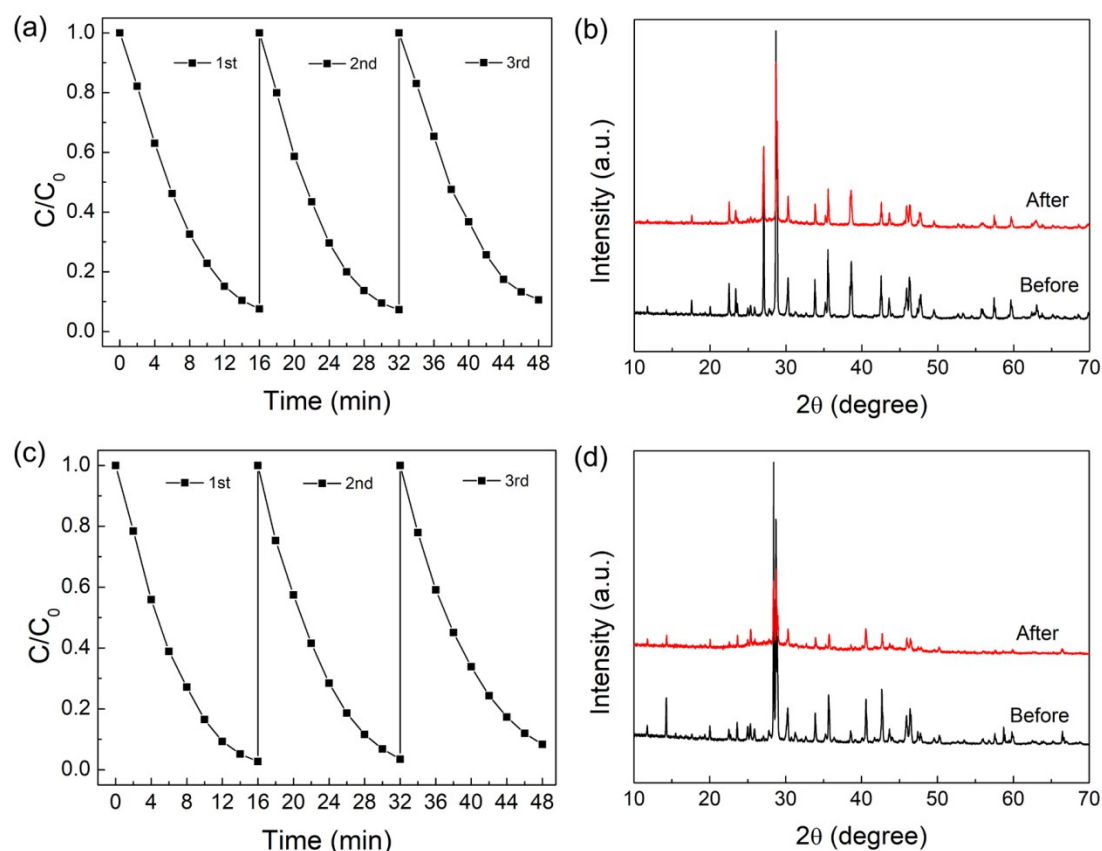 (a)
1st 2nd 3rd
C/C₀
1.0
0.8
0.6
0.4
0.2
0.0
0 4 8 12 16 20 24 28 32 36 40 44 48
Time (min)
(b)
Intensity (a.u.)
After
Before
10 20 30 40 50 60 70
2θ (degree)
(c)
1st 2nd 3rd
C/C₀
1.0
0.8
0.6
0.4
0.2
0.0
0 4 8 12 16 20 24 28 32 36 40 44 48
Time (min)
(d)
Intensity (a.u.)
After
Before
10 20 30 40 50 60 70
2θ (degree)